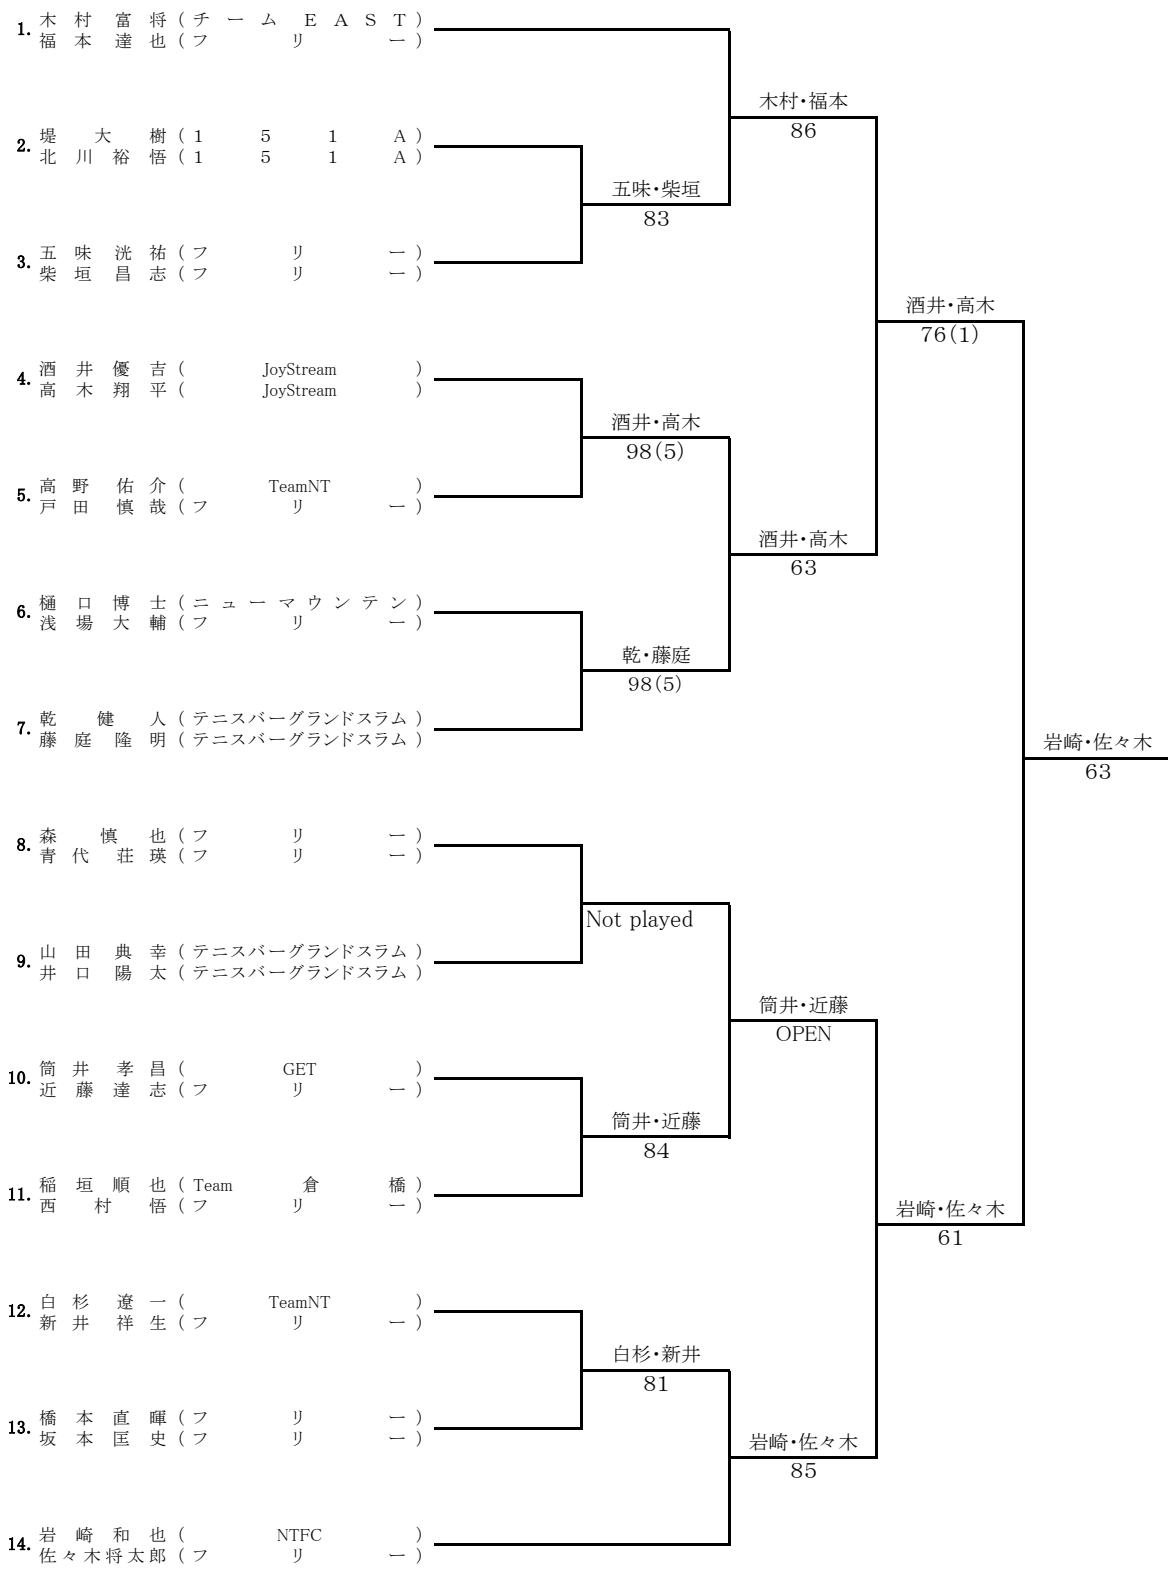 1. 木村富将(チームEAST)
福本達也(フリー)
木村・福本
86
2. 堤大樹(151A)
北川裕悟(151A)
五味・柴垣
83
3. 五味洸祐(フリー)
柴垣昌志(フリー)
酒井・高木
76(1)
4. 酒井優吉(JoyStream)
高木翔平(JoyStream)
酒井・高木
98(5)
5. 高野佑介(TeamNT)
戸田慎哉(フリー)
酒井・高木
63
6. 樋口博士(ニューマウンテン)
浅場大輔(フリー)
乾・藤庭
98(5)
7. 乾健人(テニスバーグランドスラム)
藤庭隆明(テニスバーグランドスラム)
岩崎・佐々木
63
8. 森慎也(フリー)
青代荘瑛(フリー)
Not played
9. 山田典幸(テニスバーグランドスラム)
井口陽太(テニスバーグランドスラム)
筒井・近藤
OPEN
10. 筒井孝昌(GET)
近藤達志(フリー)
筒井・近藤
84
11. 稲垣順也(Team倉橋)
西村悟(フリー)
岩崎・佐々木
61
12. 白杉遼一(TeamNT)
新井祥生(フリー)
白杉・新井
81
13. 橋本直暉(フリー)
坂本匡史(フリー)
岩崎・佐々木
85
14. 岩崎和也(NTFC)
佐々木将太郎(フリー)